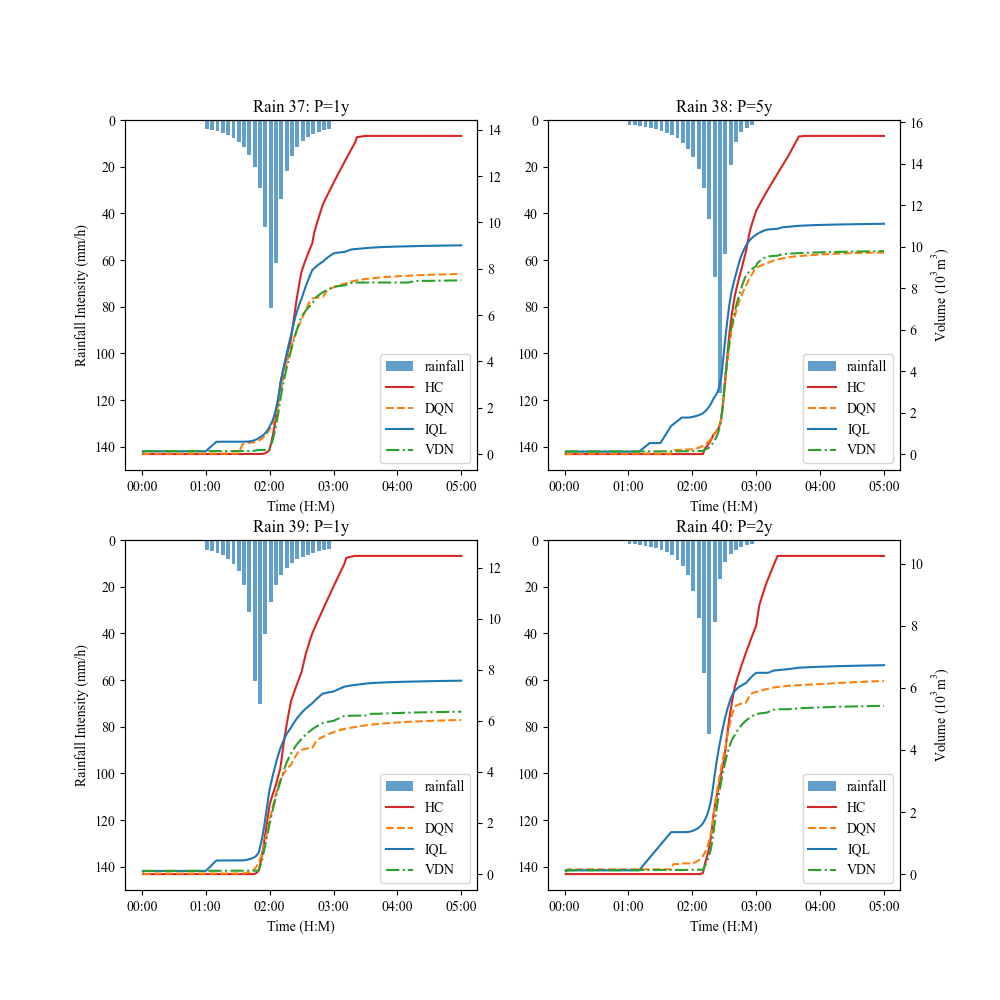 Rain 37: P=1y
0
20
40
60
80
100
120
140
Rainfall Intensity (mm/h)
14
12
10
8
6
4
2
0
rainfall
HC
DQN
IQL
VDN
00:00 01:00 02:00 03:00 04:00 05:00
Time (H:M)
Rain 38: P=5y
0
20
40
60
80
100
120
140
16
14
12
10
8
6
4
2
0
Volume (10³ m³)
rainfall
HC
DQN
IQL
VDN
00:00 01:00 02:00 03:00 04:00 05:00
Time (H:M)
Rain 39: P=1y
0
20
40
60
80
100
120
140
Rainfall Intensity (mm/h)
12
10
8
6
4
2
0
rainfall
HC
DQN
IQL
VDN
00:00 01:00 02:00 03:00 04:00 05:00
Time (H:M)
Rain 40: P=2y
0
20
40
60
80
100
120
140
10
8
6
4
2
0
Volume (10³ m³)
rainfall
HC
DQN
IQL
VDN
00:00 01:00 02:00 03:00 04:00 05:00
Time (H:M)